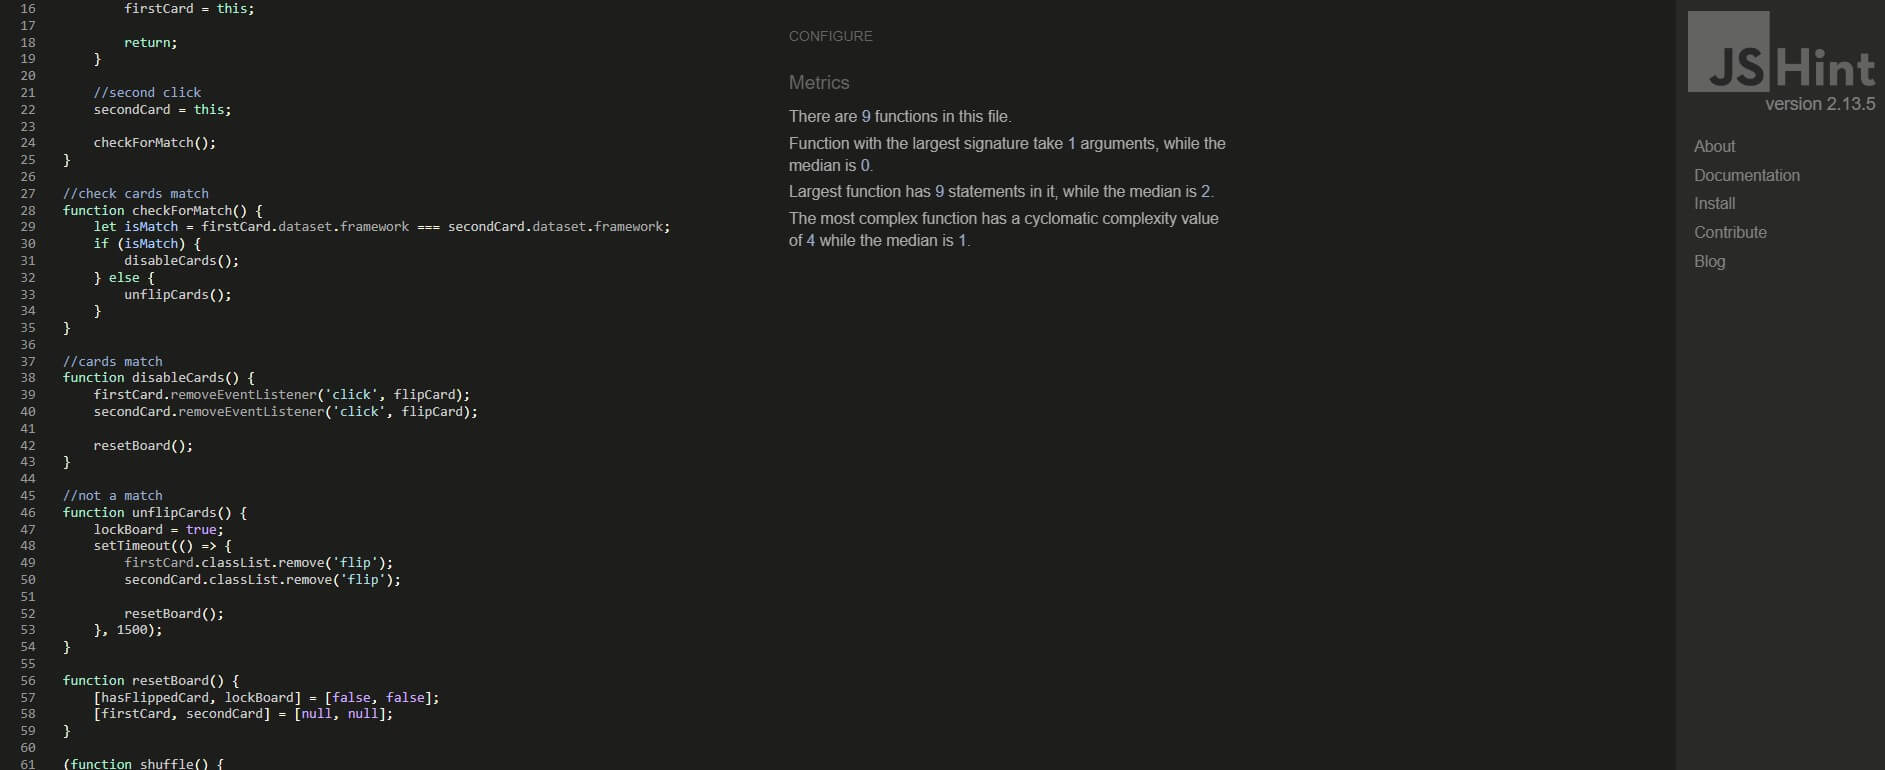 16 firstCard = this;
17
18 return;
19 }
20
21 //second click
22 secondCard = this;
23
24 checkForMatch();
25 }
26
27 //check cards match
28 function checkForMatch() {
29 let isMatch = firstCard.dataset.framework === secondCard.dataset.framework;
30 if (isMatch) {
31 disableCards();
32 } else {
33 unflipCards();
34 }
35 }
36
37 //cards match
38 function disableCards() {
39 firstCard.removeEventListener('click', flipCard);
40 secondCard.removeEventListener('click', flipCard);
41
42 resetBoard();
43 }
44
45 //not a match
46 function unflipCards() {
47 lockBoard = true;
48 setTimeout(() => {
49 firstCard.classList.remove('flip');
50 secondCard.classList.remove('flip');
51
52 resetBoard();
53 }, 1500);
54 }
55
56 function resetBoard() {
57 [hasFlippedCard, lockBoard] = [false, false];
58 [firstCard, secondCard] = [null, null];
59 }
60
61 (function shuffle() {
CONFIGURE
Metrics
There are 9 functions in this file.
Function with the largest signature take 1 arguments, while the
median is 0.
Largest function has 9 statements in it, while the median is 2.
The most complex function has a cyclomatic complexity value
of 4 while the median is 1.
JSHint
version 2.13.5
About
Documentation
Install
Contribute
Blog